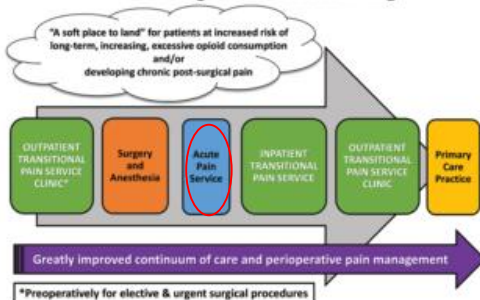 "A soft place to land" for patients at increased risk of
long-term, increasing, excessive opioid consumption
and/or
developing chronic post-surgical pain
OUTPATIENT
TRANSITIONAL
PAIN SERVICE
CLINIC*
Surgery
and
Anesthesia
Acute
Pain
Service
INPATIENT
TRANSITIONAL
PAIN SERVICE
OUTPATIENT
TRANSITIONAL
PAIN SERVICE
CLINIC
Primary
Care
Practice
Greatly improved continuum of care and perioperative pain management
*Preoperatively for elective & urgent surgical procedures